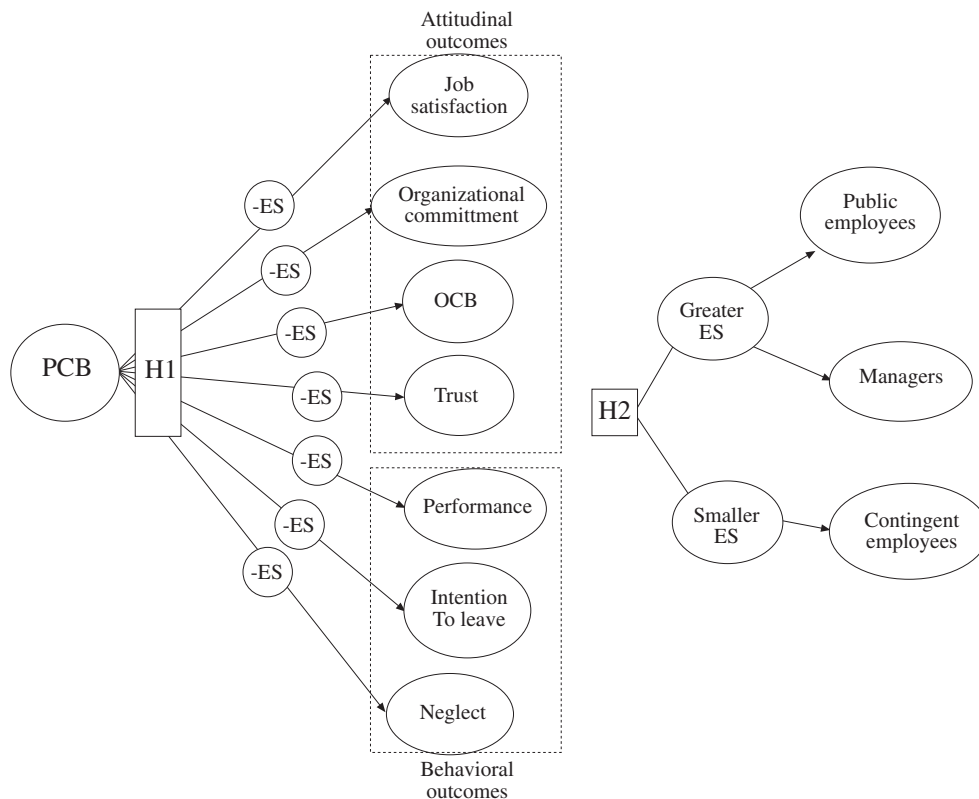 Attitudinal
outcomes
Job
satisfaction
-ES
Organizational
committment
-ES
OCB
-ES
PCB
H1
Trust
-ES
-ES
Performance
-ES
Intention
To leave
-ES
Neglect
Behavioral
outcomes
Public
employees
Greater
ES
Managers
H2
Smaller
ES
Contingent
employees